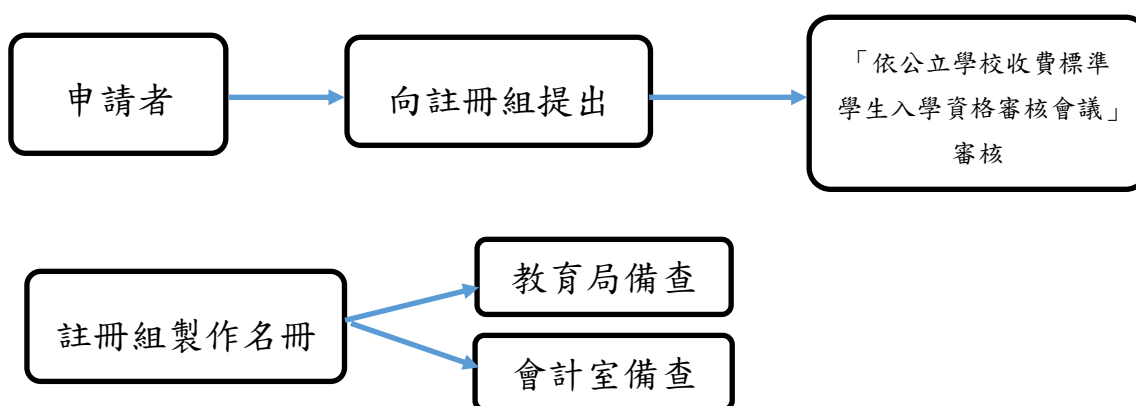 申請者
向註冊組提出
「依公立學校收費標準
學生入學資格審核會議」
審核
註冊組製作名冊
教育局備查
會計室備查